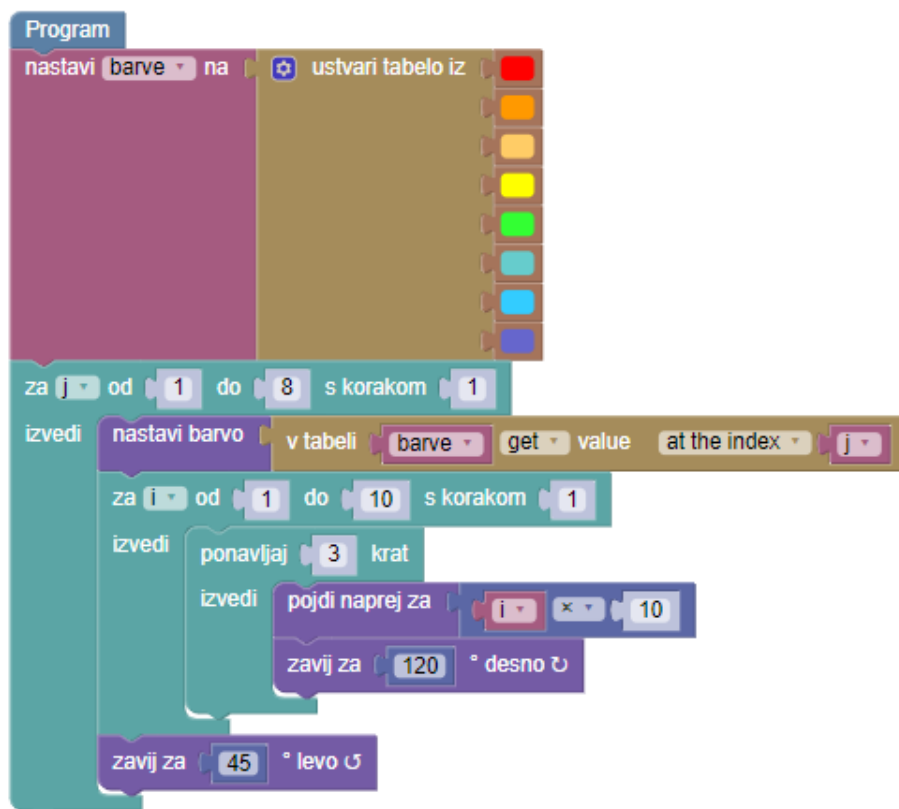 Program
nastavi barve na ustvari tabelo iz
za j od 1 do 8 s korakom 1
izvedi nastavi barvo v tabeli barve get value at the index j
za i od 1 do 10 s korakom 1
izvedi ponavljaj 3 krat
izvedi pojdi naprej za i × 10
zavij za 120 ° desno ↻
zavij za 45 ° levo ↺